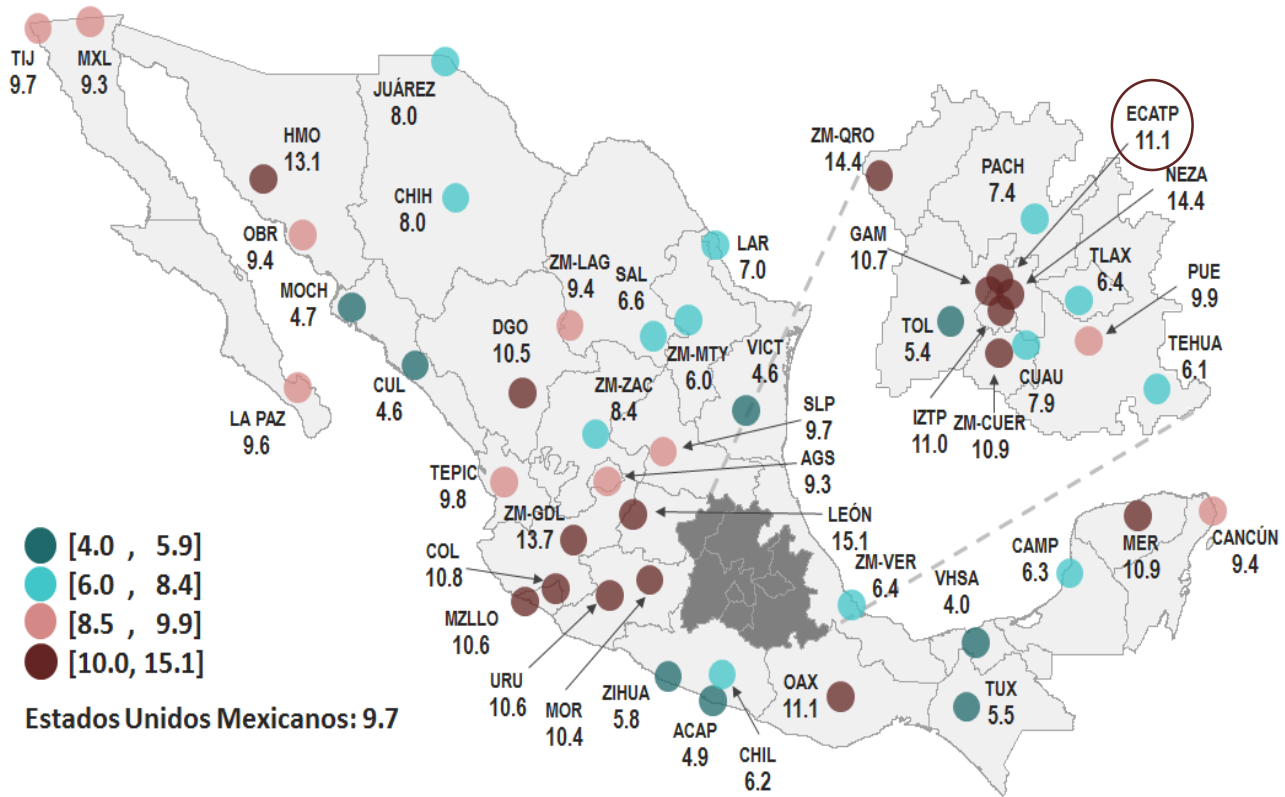 TIJ
9.7
MXL
9.3
JUÁREZ
8.0
HMO
13.1
CHIH
8.0
OBR
9.4
MOCH
4.7
LA PAZ
9.6
CUL
4.6
DGO
10.5
ZM-LAG
9.4
SAL
6.6
LAR
7.0
ZM-MTY
6.0
VICT
4.6
ZM-ZAC
8.4
SLP
9.7
AGS
9.3
TEPIC
9.8
ZM-GDL
13.7
LEÓN
15.1
COL
10.8
MZLLO
10.6
URU
10.6
MOR
10.4
ZIHUA
5.8
ACAP
4.9
CHIL
6.2
OAX
11.1
ZM-VER
6.4
VHSA
4.0
TUX
5.5
CAMP
6.3
MER
10.9
CANCÚN
9.4
ZM-QRO
14.4
PACH
7.4
ECATP
11.1
NEZA
14.4
GAM
10.7
TLAX
6.4
PUE
9.9
TOL
5.4
CUAU
7.9
TEHUA
6.1
IZTP
11.0
ZM-CUER
10.9
[4.0 , 5.9]
[6.0 , 8.4]
[8.5 , 9.9]
[10.0, 15.1]
Estados Unidos Mexicanos: 9.7